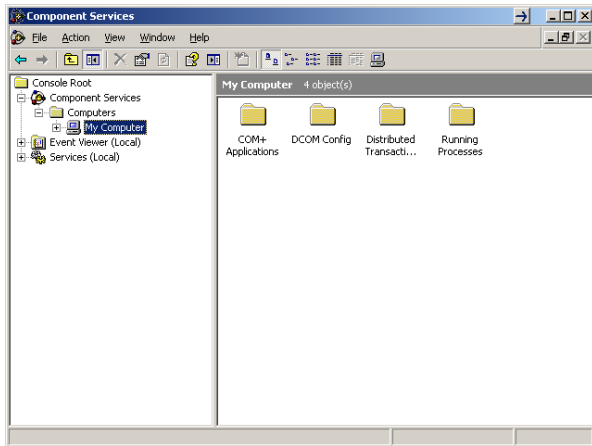 Component Services
File Action View Window Help
Console Root
Component Services
Computers
My Computer
Event Viewer (Local)
Services (Local)
My Computer 4 object(s)
COM+
Applications
DCOM Config
Distributed
Transacti...
Running
Processes